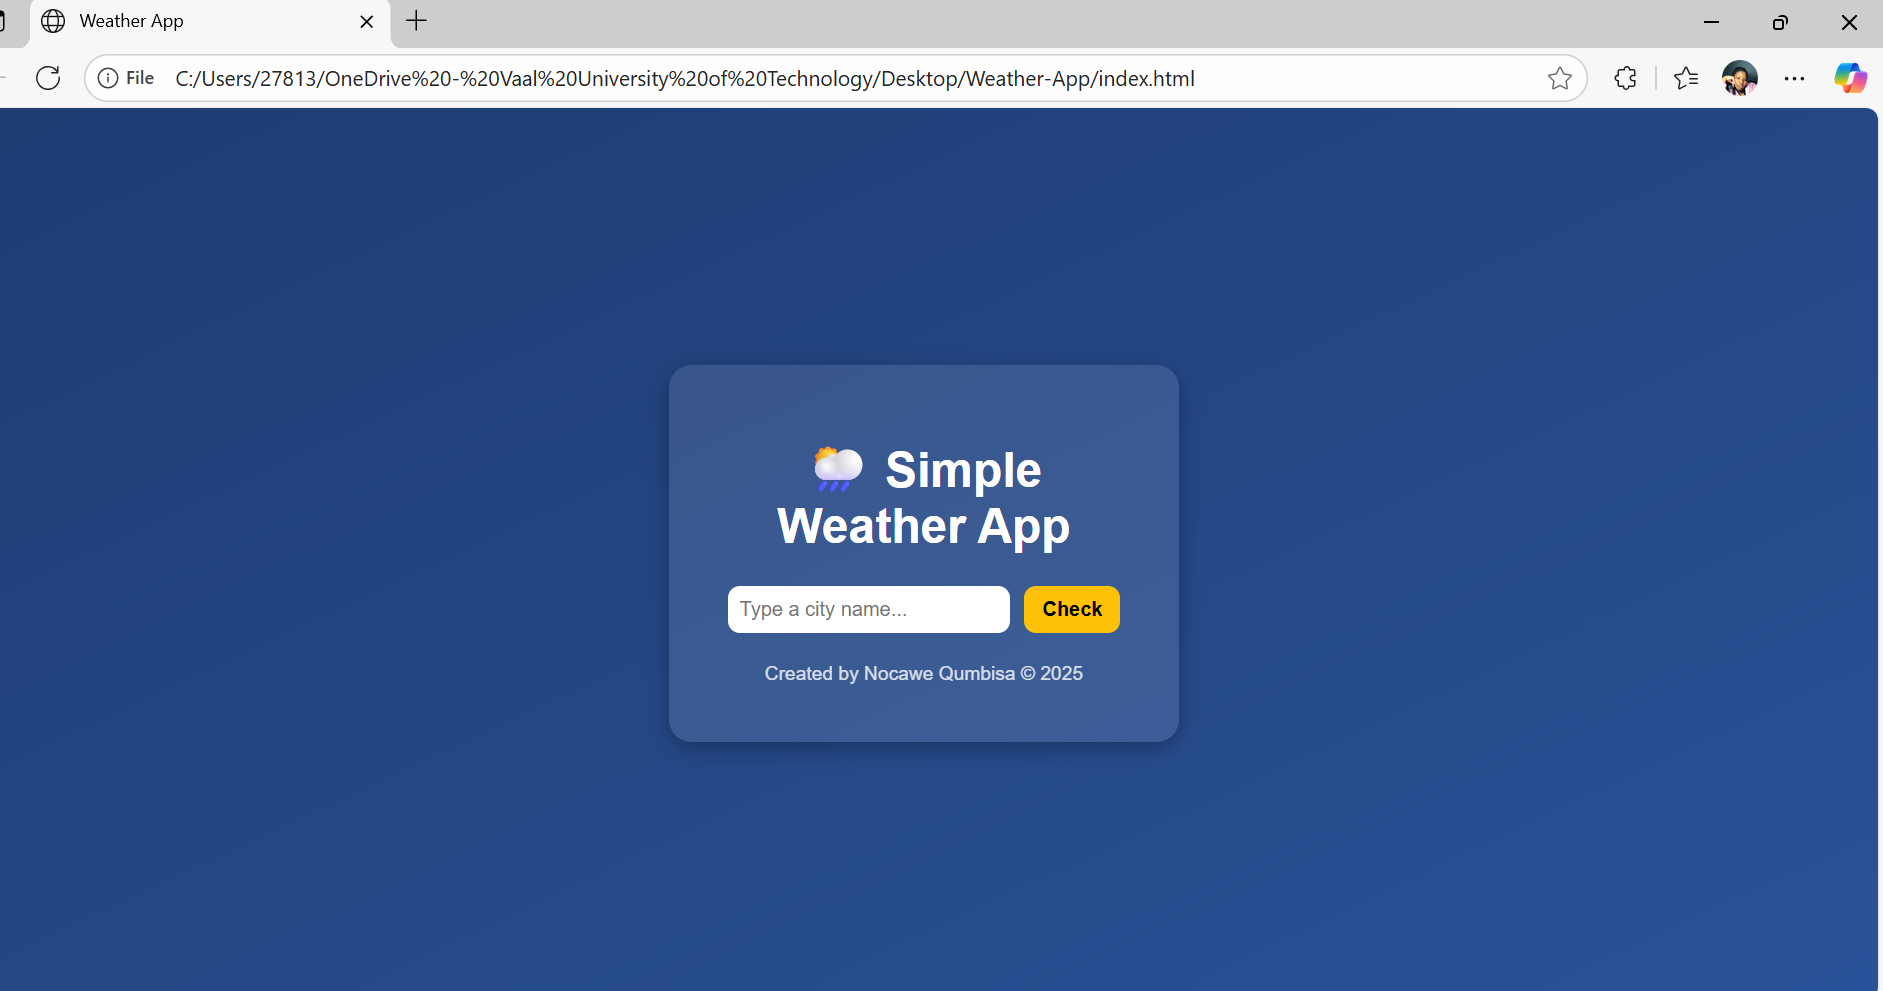 Weather App
File C:/Users/27813/OneDrive%20-%20Vaal%20University%20of%20Technology/Desktop/Weather-App/index.html
Simple
Weather App
Type a city name...
Check
Created by Nocawe Qumbisa © 2025